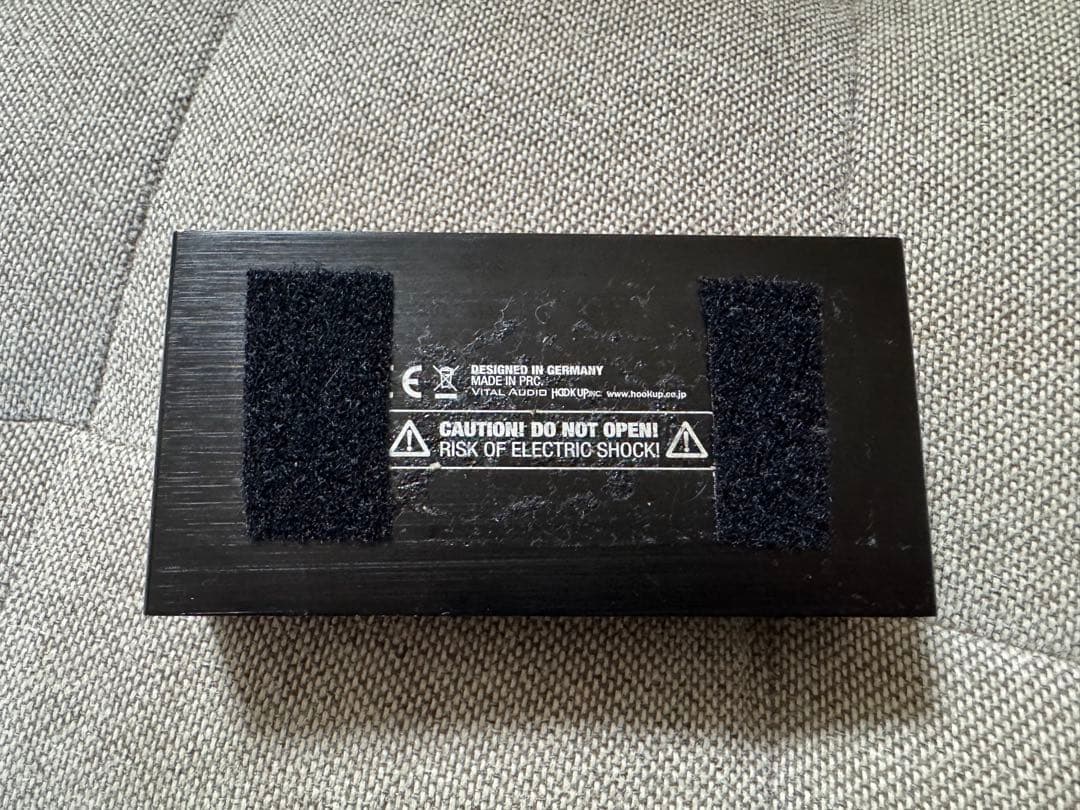 CE
DESIGNED IN GERMANY
MADE IN PRC.
VITAL AUDIO HOOKUP,INC. www.hookup.co.jp
CAUTION! DO NOT OPEN!
RISK OF ELECTRIC SHOCK!